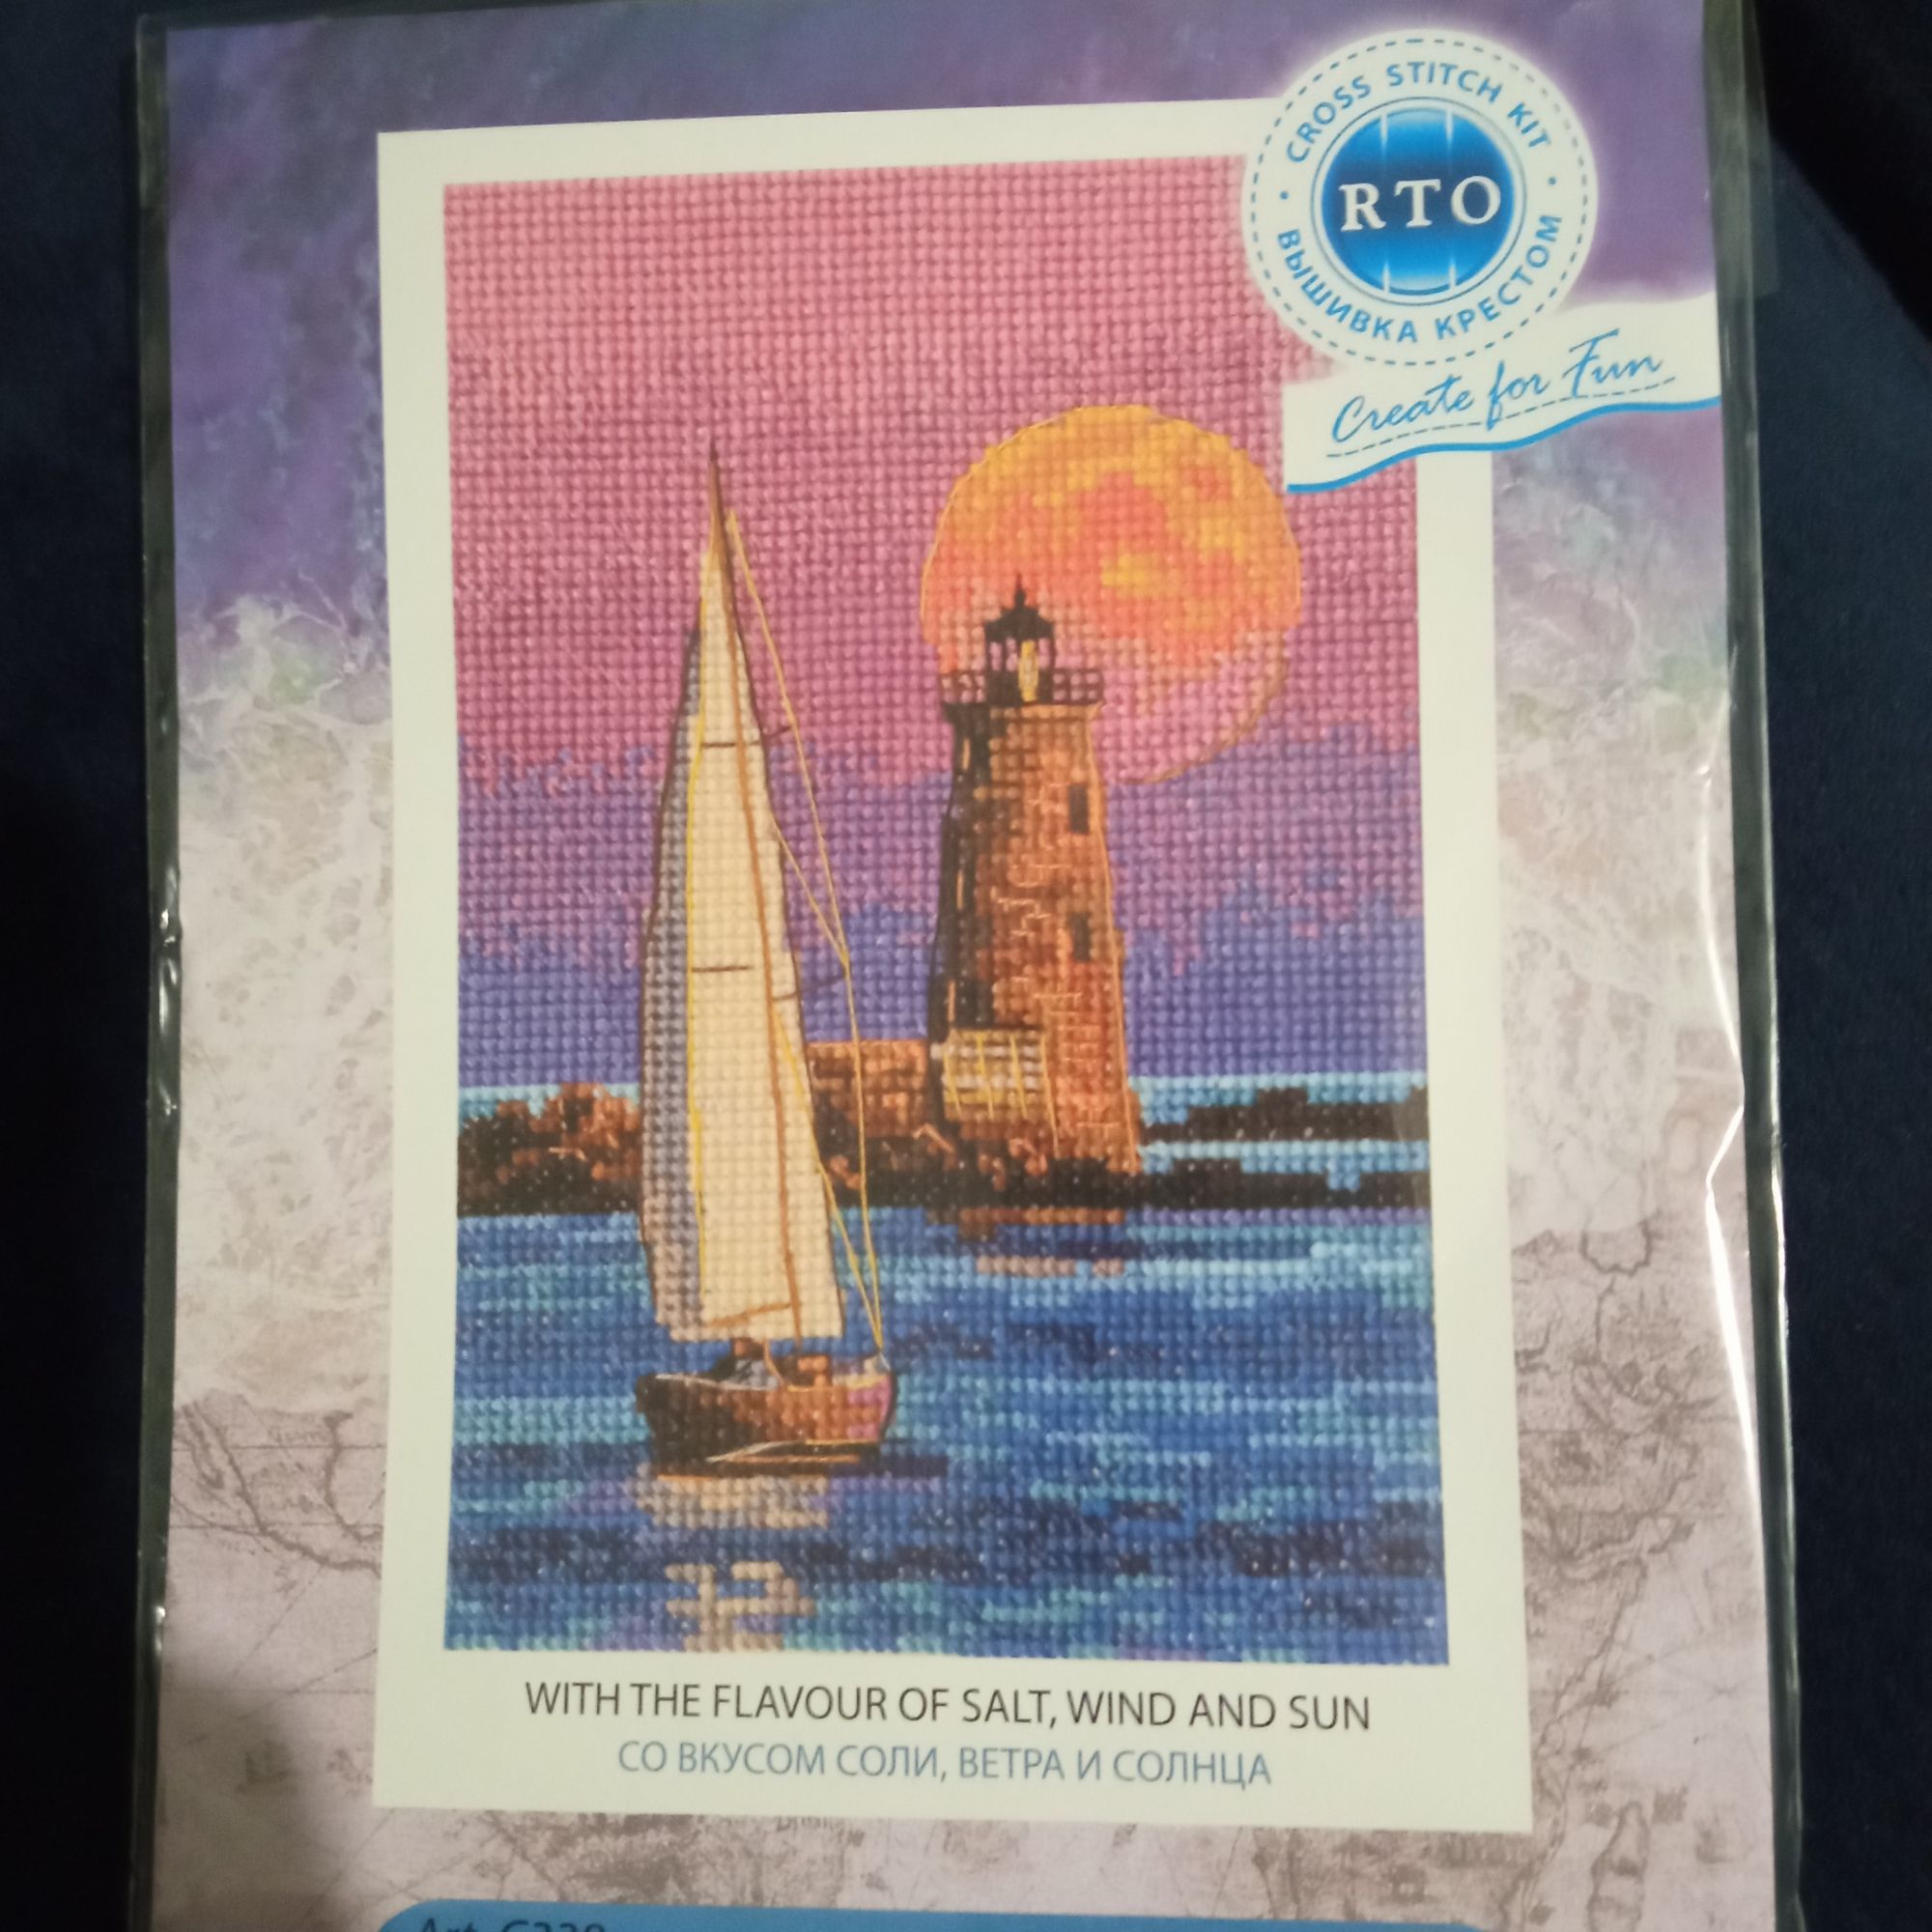 CROSS STITCH KIT
RTO
ВЫШИВКА КРЕСТОМ
Create for Fun
WITH THE FLAVOUR OF SALT, WIND AND SUN
СО ВКУСОМ СОЛИ, ВЕТРА И СОЛНЦА
Art.